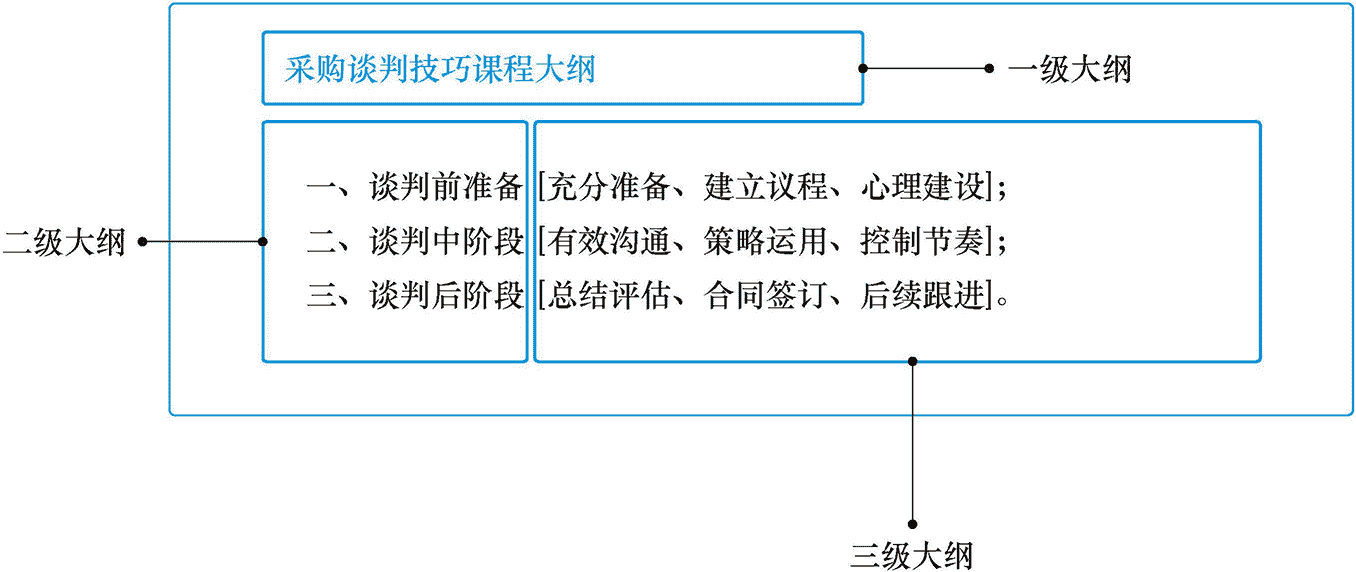 采购谈判技巧课程大纲
一级大纲
一、谈判前准备 [充分准备、建立议程、心理建设]；
二级大纲
二、谈判中阶段 [有效沟通、策略运用、控制节奏]；
三、谈判后阶段 [总结评估、合同签订、后续跟进]。
三级大纲